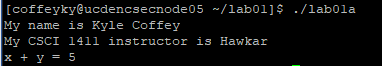 [coffeyky@ucdencsecnode05 ~/lab01]$ ./lab01a
My name is Kyle Coffey
My CSCI 1411 instructor is Hawkar
x + y = 5